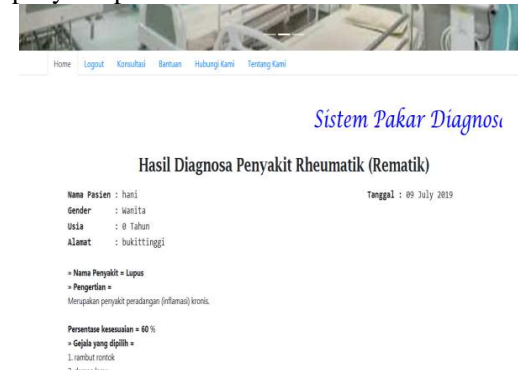 Home Logout Konsultasi Bantuan Hubungi Kami Tentang Kami
Sistem Pakar Diagnosa
Hasil Diagnosa Penyakit Rheumatik (Rematik)
Nama Pasien : hani Tanggal : 09 July 2019
Gender : Wanita
Usia : 0 Tahun
Alamat : bukittinggi
» Nama Penyakit = Lupus
» Pengertian =
Merupakan penyakit peradangan (inflamasi) kronis.
Persentase kesesuaian = 60 %
» Gejala yang dipilih =
1. rambut rontok